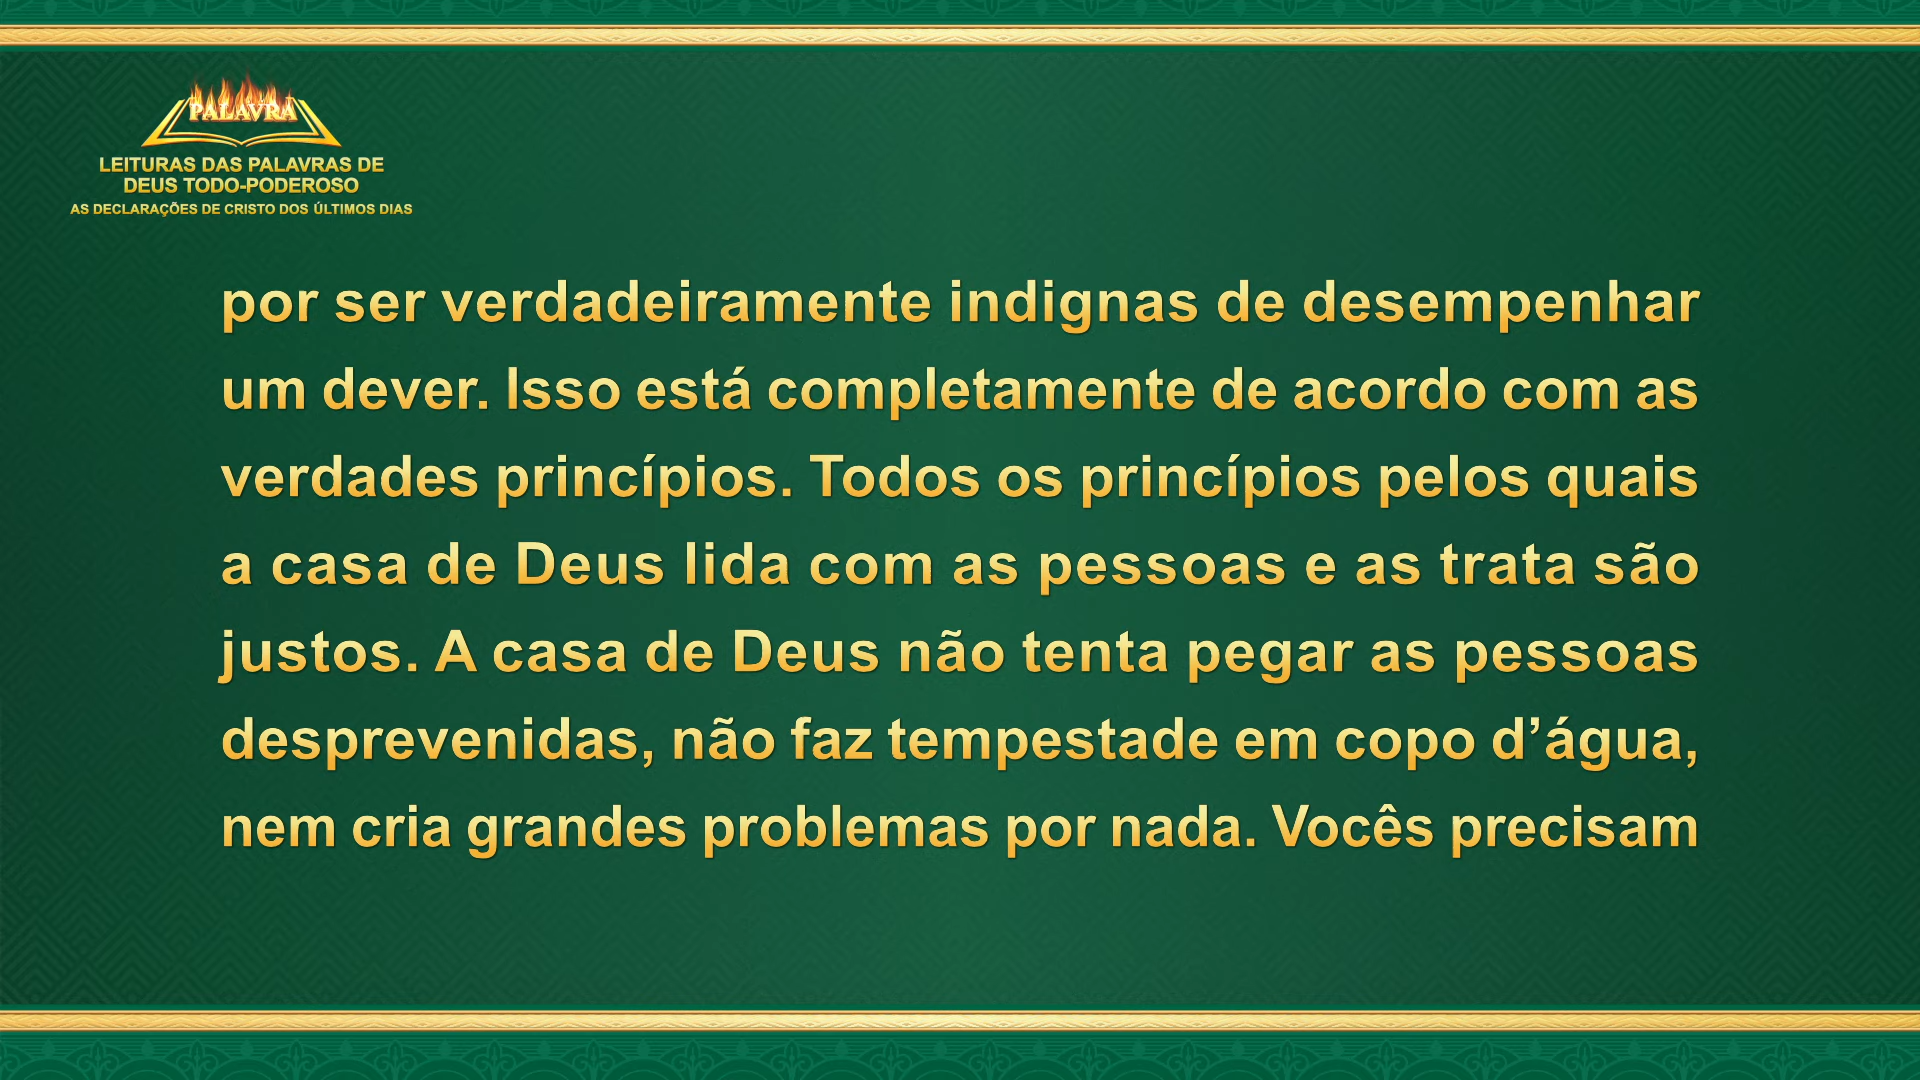 PALAVRA
LEITURAS DAS PALAVRAS DE
DEUS TODO-PODEROSO
AS DECLARAÇÕES DE CRISTO DOS ÚLTIMOS DIAS
por ser verdadeiramente indignas de desempenhar
um dever. Isso está completamente de acordo com as
verdades princípios. Todos os princípios pelos quais
a casa de Deus lida com as pessoas e as trata são
justos. A casa de Deus não tenta pegar as pessoas
desprevenidas, não faz tempestade em copo d’água,
nem cria grandes problemas por nada. Vocês precisam